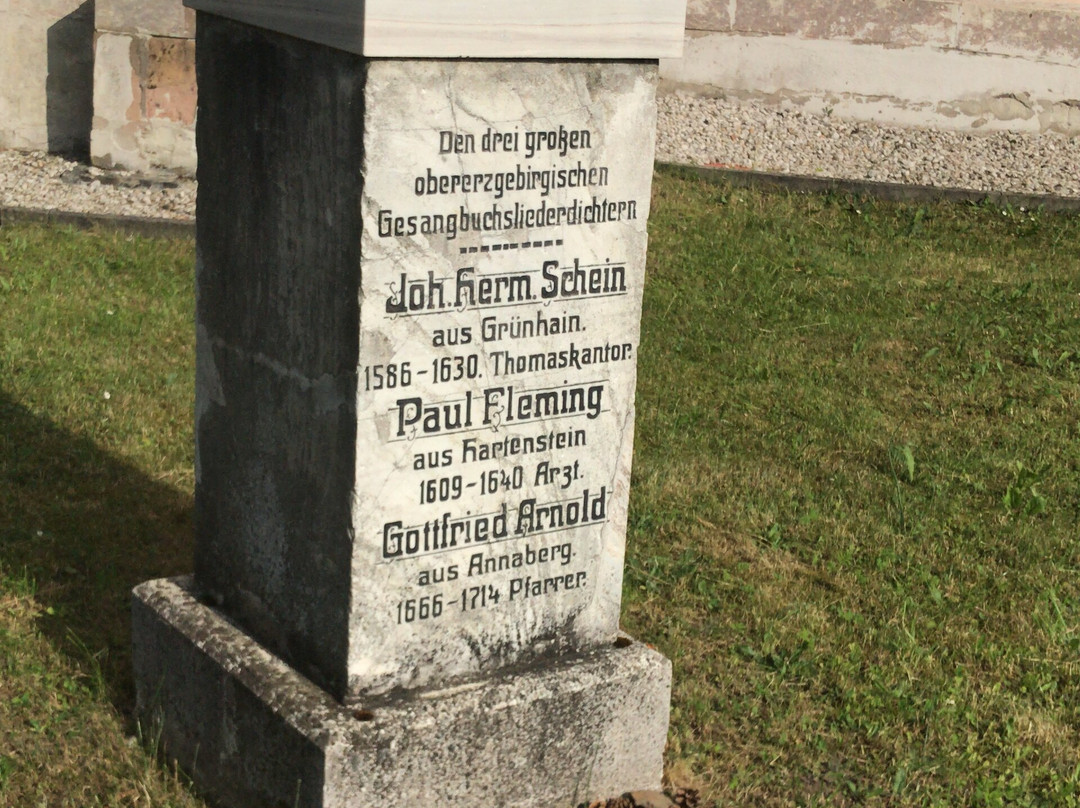 Den drei großen
obererzgebirgischen
Gesangbuchsliederdichtern
Joh. Herm. Schein
aus Grünhain.
1586-1630. Thomaskantor.
Paul Fleming
aus Hartenstein
1609-1640 Arzt.
Gottfried Arnold
aus Annaberg.
1666-1714 Pfarrer.